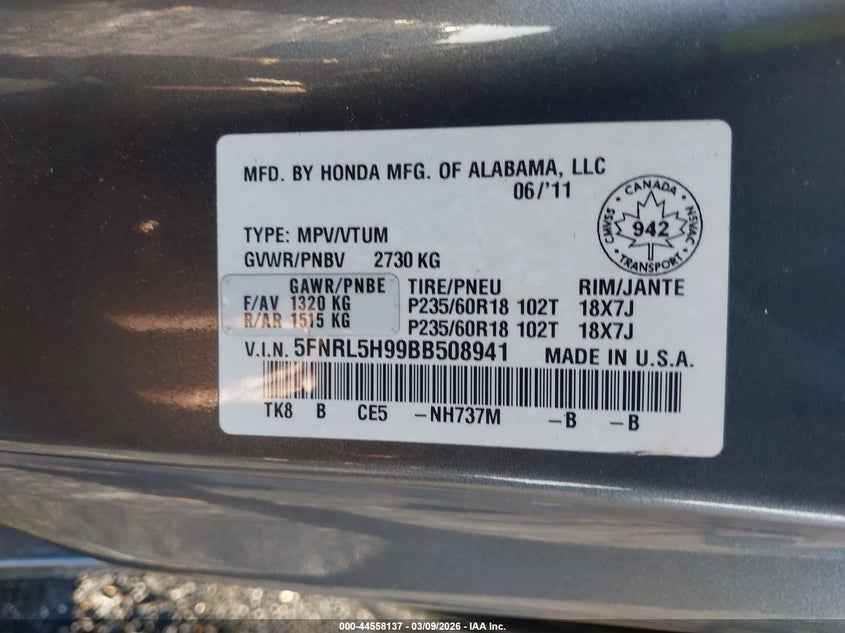 MFD. BY HONDA MFG. OF ALABAMA, LLC
06/'11
CANADA
CMVSS
942
NSVAC
TRANSPORT
TYPE: MPV/VTUM
GVWR/PNBV 2730 KG
GAWR/PNBE TIRE/PNEU RIM/JANTE
F/AV 1320 KG P235/60R18 102T 18X7J
R/AR 1515 KG P235/60R18 102T 18X7J
V.I.N. 5FNRL5H99BB508941 MADE IN U.S.A.
TK8 B CE5 -NH737M -B -B
000-44558137 - 03/09/2026 - IAA Inc.